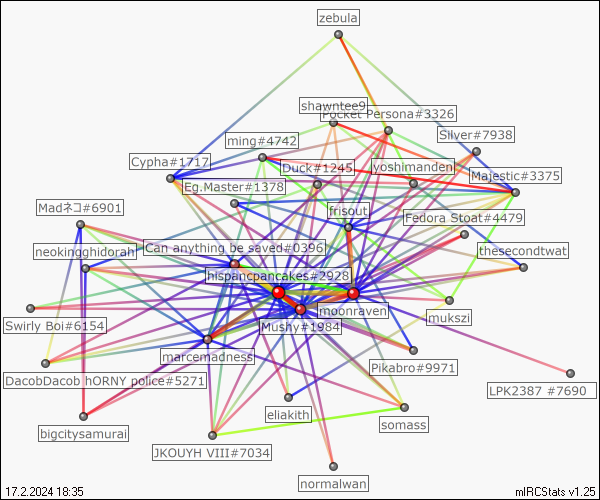 zebula
shawntee9
Pocket Persona#3326
Silver#7938
ming#4742
Cypha#1717
Duck#1245
yoshimanden
Majestic#3375
Eg.Master#1378
Madネコ#6901
frisout
Fedora Stoat#4479
neokingghidorah
Can anything be saved#0396
thesecondtwat
hispancpancakes#2928
moonraven
mukszi
Swirly Boi#6154
Mushy#1984
marcemadness
Pikabro#9971
DacobDacob hORNY police#5271
LPK2387 #7690
eliakith
somass
bigcitysamurai
JKOUYH VIII#7034
normalwan
17.2.2024 18:35
mIRCStats v1.25